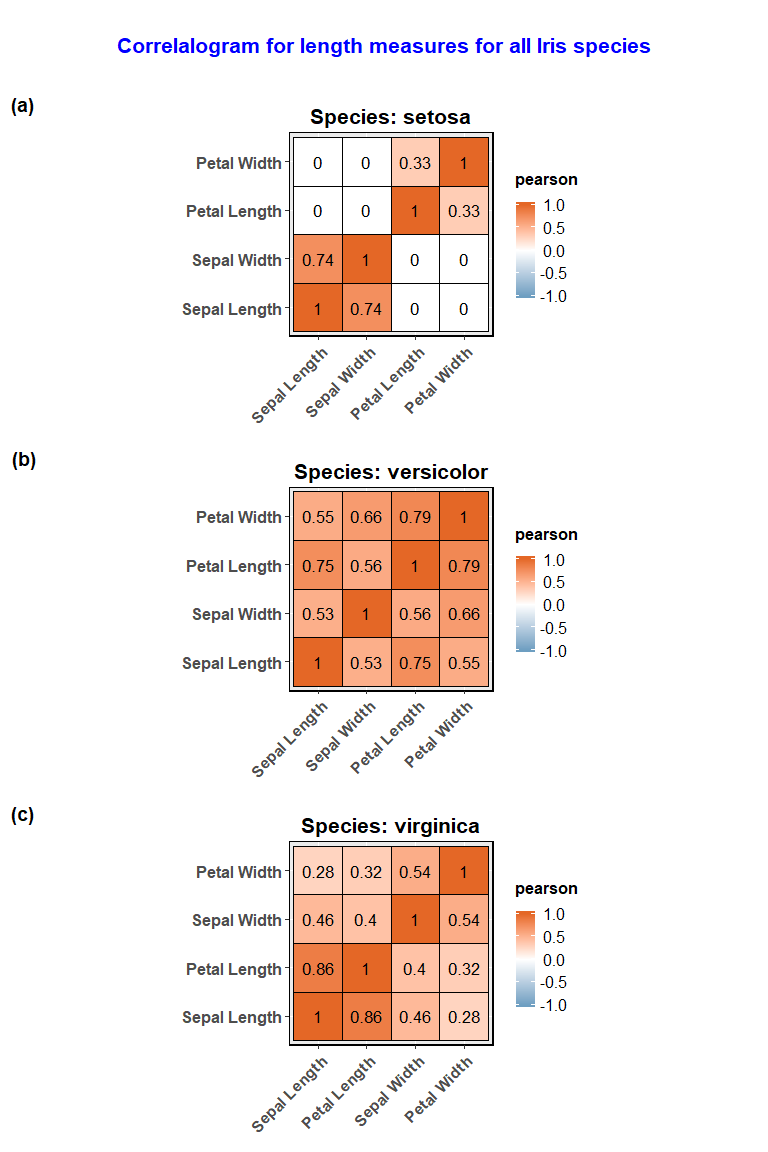 Correlalogram for length measures for all Iris species
(a)
Species: setosa
Petal Width 0 0 0.33 1
Petal Length 0 0 1 0.33
Sepal Width 0.74 1 0 0
Sepal Length 1 0.74 0 0
Sepal Length
Sepal Width
Petal Length
Petal Width
pearson
1.0
0.5
0.0
-0.5
-1.0
(b)
Species: versicolor
Petal Width 0.55 0.66 0.79 1
Petal Length 0.75 0.56 1 0.79
Sepal Width 0.53 1 0.56 0.66
Sepal Length 1 0.53 0.75 0.55
Sepal Length
Sepal Width
Petal Length
Petal Width
pearson
1.0
0.5
0.0
-0.5
-1.0
(c)
Species: virginica
Petal Width 0.28 0.32 0.54 1
Sepal Width 0.46 0.4 1 0.54
Petal Length 0.86 1 0.4 0.32
Sepal Length 1 0.86 0.46 0.28
Sepal Length
Petal Length
Sepal Width
Petal Width
pearson
1.0
0.5
0.0
-0.5
-1.0